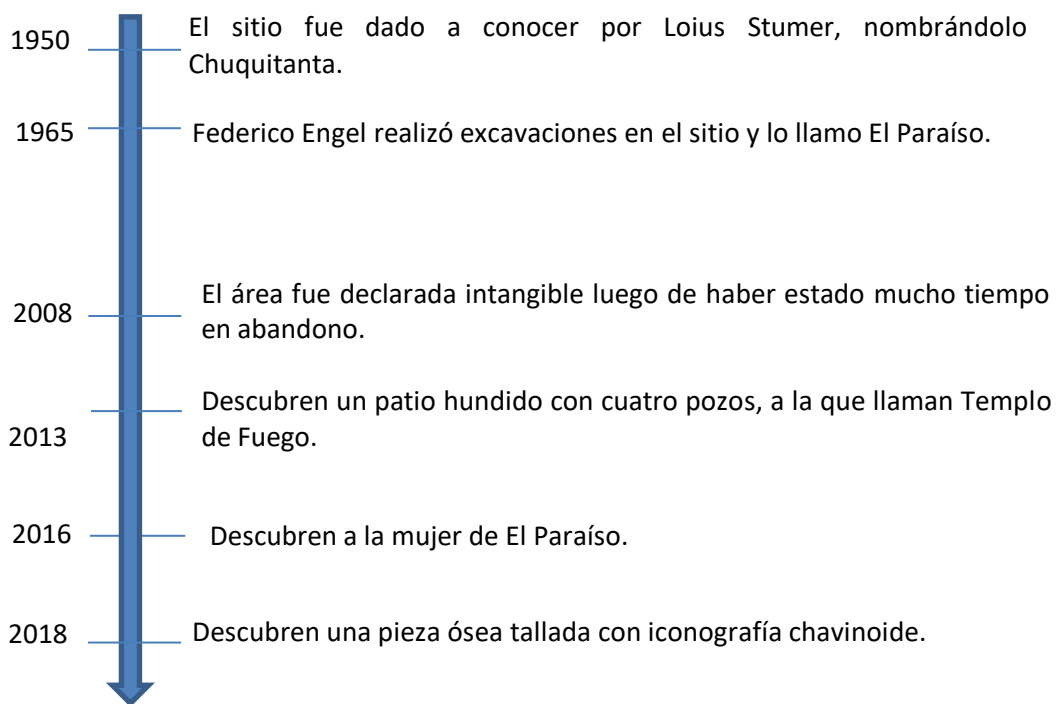 1950
El sitio fue dado a conocer por Loius Stumer, nombrándolo
Chuquitanta.
1965
Federico Engel realizó excavaciones en el sitio y lo llamo El Paraíso.
2008
El área fue declarada intangible luego de haber estado mucho tiempo
en abandono.
2013
Descubren un patio hundido con cuatro pozos, a la que llaman Templo
de Fuego.
2016
Descubren a la mujer de El Paraíso.
2018
Descubren una pieza ósea tallada con iconografía chavinoide.